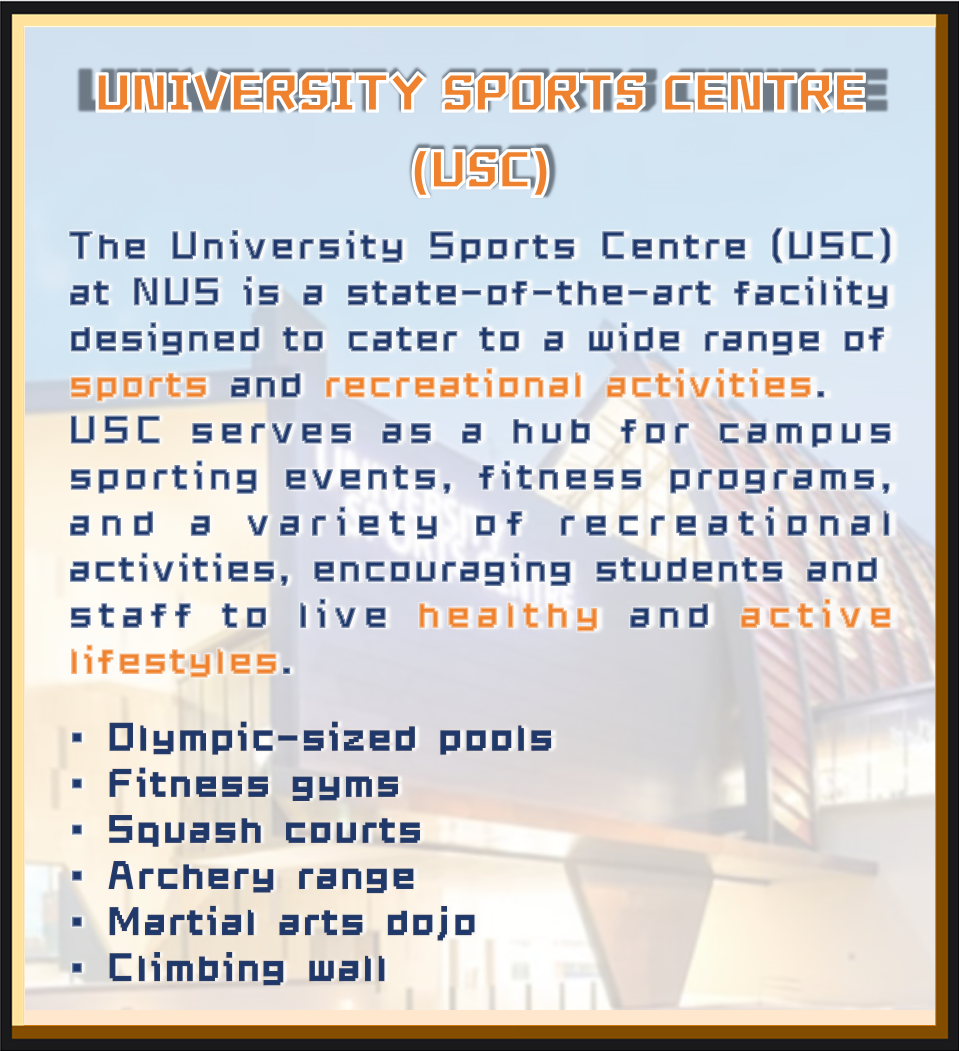 UNIVERSITY SPORTS CENTRE
(USC)
The University Sports Centre (USC)
at NUS is a state-of-the-art facility
designed to cater to a wide range of
sports and recreational activities.
USC serves as a hub for campus
sporting events, fitness programs,
and a variety of recreational
activities, encouraging students and
staff to live healthy and active
lifestyles.
• Olympic-sized pools
• Fitness gyms
• Squash courts
• Archery range
• Martial arts dojo
• Climbing wall
UNIVERSITY
SPORTS
CENTRE